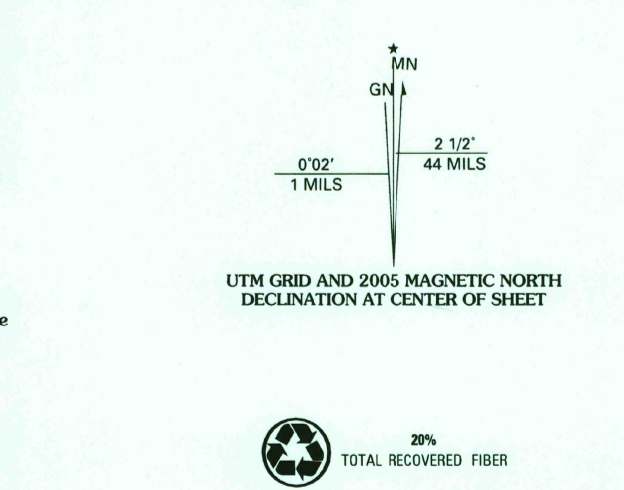 ★
MN
GN
2 1/2°
44 MILS
0°02′
1 MILS
UTM GRID AND 2005 MAGNETIC NORTH
DECLINATION AT CENTER OF SHEET
e
20%
TOTAL RECOVERED FIBER